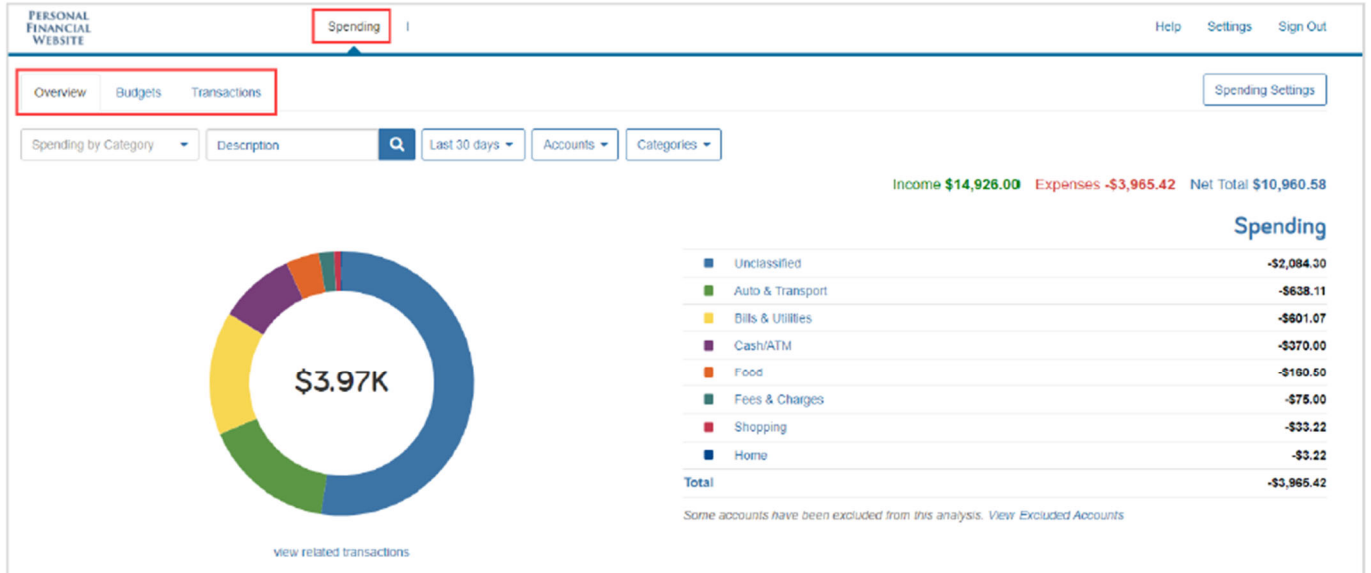 PERSONAL
FINANCIAL
WEBSITE
Spending
Help Settings Sign Out
Overview Budgets Transactions
Spending Settings
Spending by Category Description Last 30 days Accounts Categories
Income $14,926.00 Expenses -$3,965.42 Net Total $10,960.58
Spending
Unclassified -$2,084.30
Auto & Transport -$638.11
Bills & Utilities -$601.07
Cash/ATM -$370.00
Food -$160.50
Fees & Charges -$75.00
Shopping -$33.22
Home -$3.22
Total -$3,965.42
Some accounts have been excluded from this analysis. View Excluded Accounts
$3.97K
view related transactions